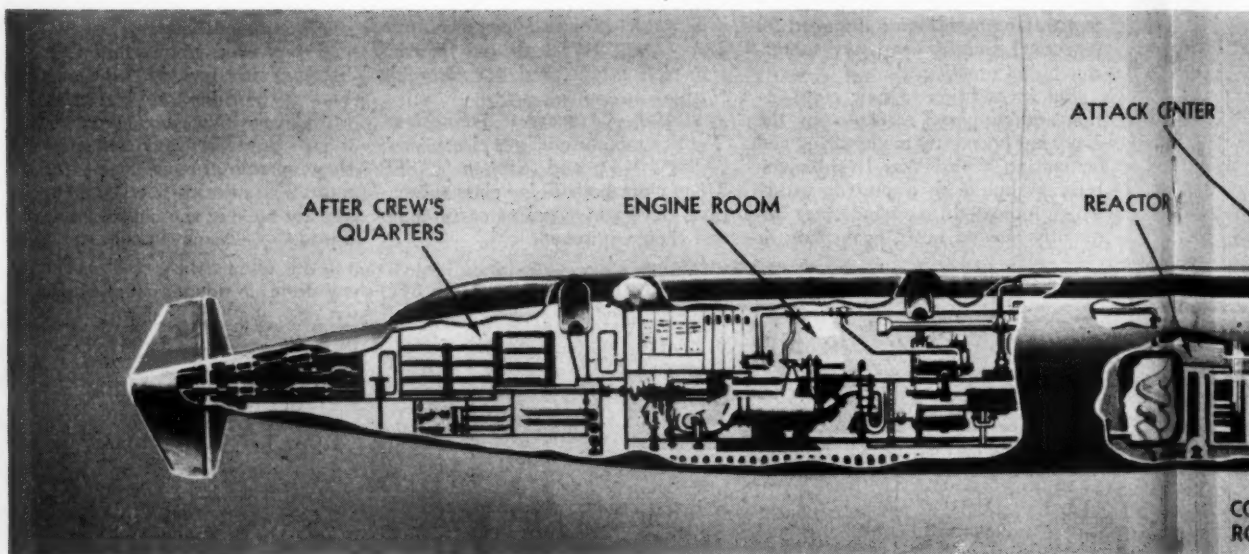 ATTACK CENTER
AFTER CREW'S
QUARTERS
ENGINE ROOM
REACTOR